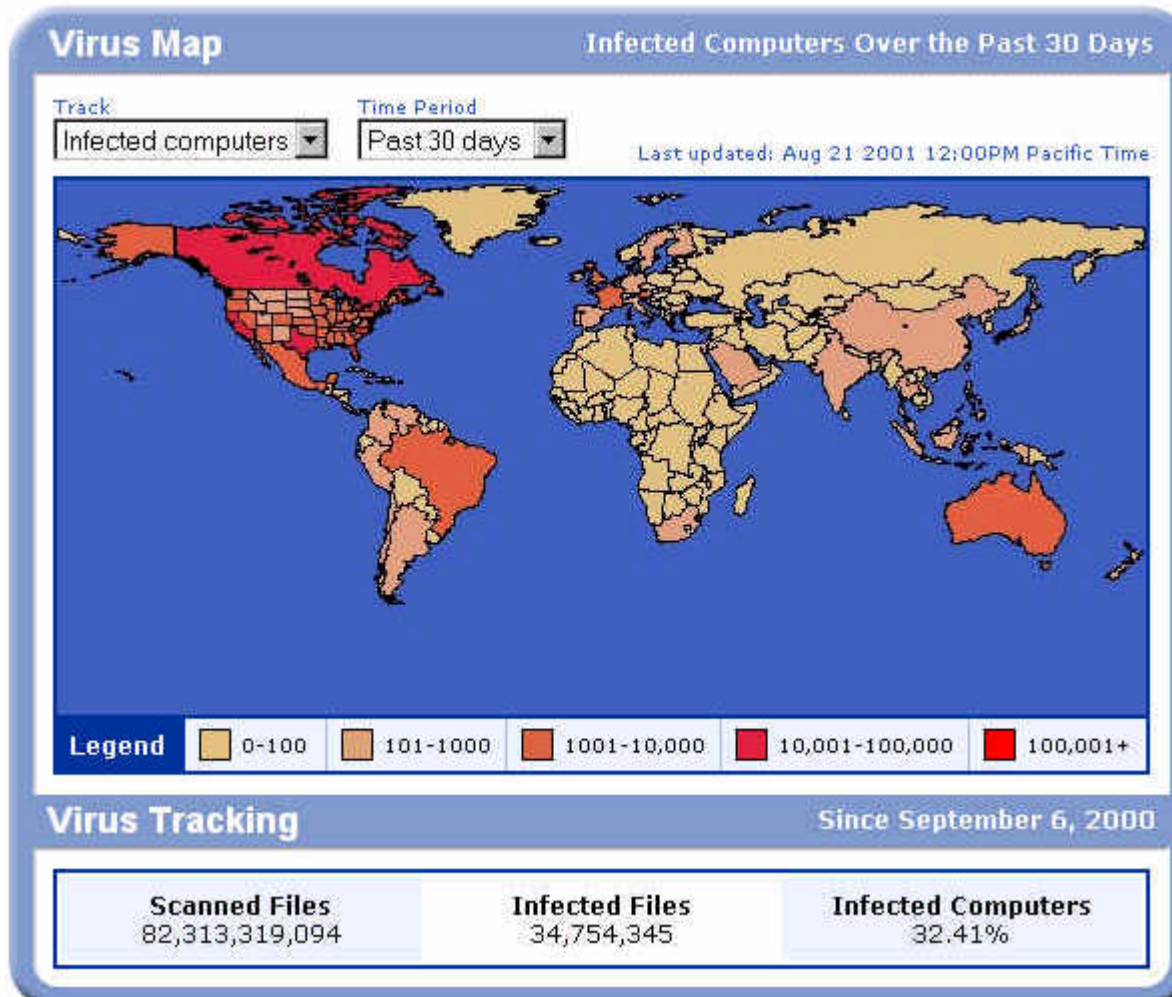 Virus Map
Infected Computers Over the Past 30 Days
Track
Time Period
Infected computers
Past 30 days
Last updated: Aug 21 2001 12:00PM Pacific Time
Legend
0-100
101-1000
1001-10,000
10,001-100,000
100,001+
Virus Tracking
Since September 6, 2000
Scanned Files
Infected Files
Infected Computers
82,313,319,094
34,754,345
32.41%